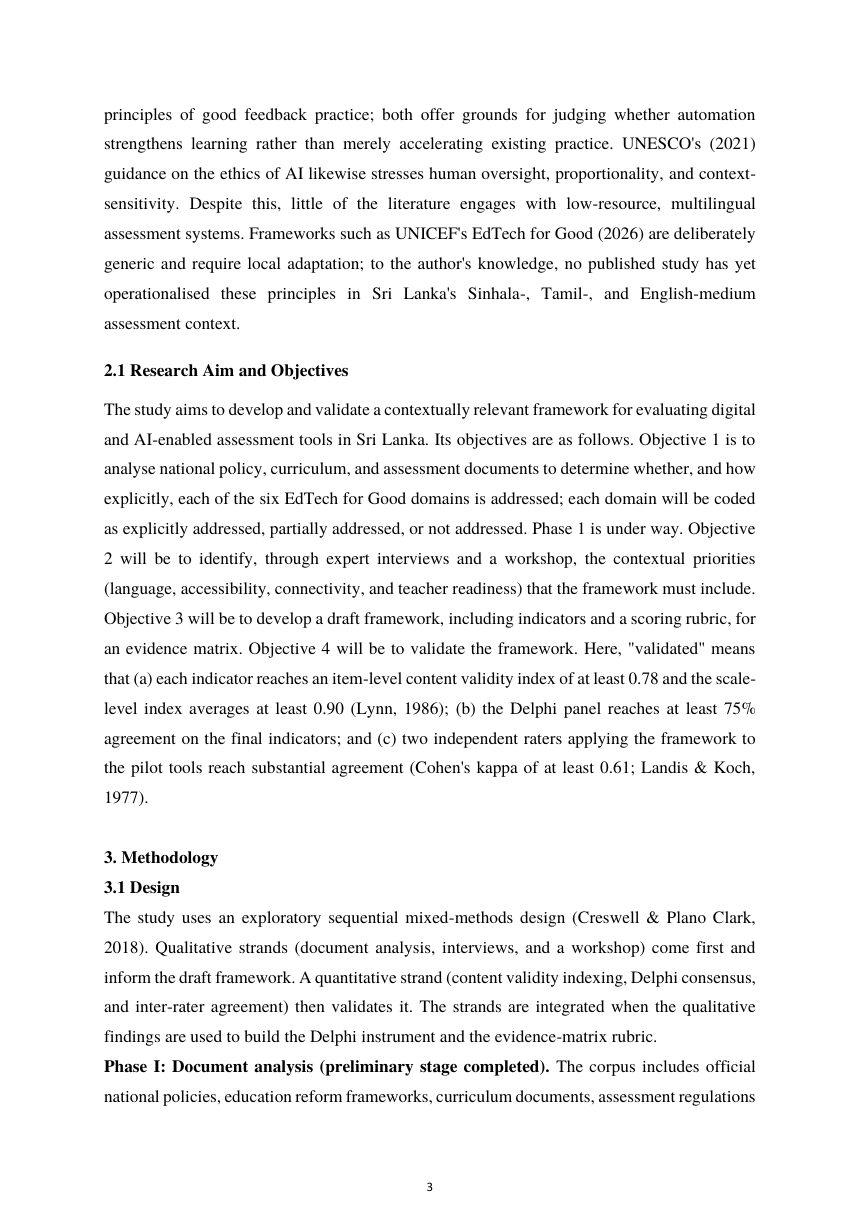 principles of good feedback practice; both offer grounds for judging whether automation
strengthens learning rather than merely accelerating existing practice. UNESCO's (2021)
guidance on the ethics of AI likewise stresses human oversight, proportionality, and context-
sensitivity. Despite this, little of the literature engages with low-resource, multilingual
assessment systems. Frameworks such as UNICEF's EdTech for Good (2026) are deliberately
generic and require local adaptation; to the author's knowledge, no published study has yet
operationalised these principles in Sri Lanka's Sinhala-, Tamil-, and English-medium
assessment context.
2.1 Research Aim and Objectives
The study aims to develop and validate a contextually relevant framework for evaluating digital
and AI-enabled assessment tools in Sri Lanka. Its objectives are as follows. Objective 1 is to
analyse national policy, curriculum, and assessment documents to determine whether, and how
explicitly, each of the six EdTech for Good domains is addressed; each domain will be coded
as explicitly addressed, partially addressed, or not addressed. Phase 1 is under way. Objective
2 will be to identify, through expert interviews and a workshop, the contextual priorities
(language, accessibility, connectivity, and teacher readiness) that the framework must include.
Objective 3 will be to develop a draft framework, including indicators and a scoring rubric, for
an evidence matrix. Objective 4 will be to validate the framework. Here, "validated" means
that (a) each indicator reaches an item-level content validity index of at least 0.78 and the scale-
level index averages at least 0.90 (Lynn, 1986); (b) the Delphi panel reaches at least 75%
agreement on the final indicators; and (c) two independent raters applying the framework to
the pilot tools reach substantial agreement (Cohen's kappa of at least 0.61; Landis & Koch,
1977).
3. Methodology
3.1 Design
The study uses an exploratory sequential mixed-methods design (Creswell & Plano Clark,
2018). Qualitative strands (document analysis, interviews, and a workshop) come first and
inform the draft framework. A quantitative strand (content validity indexing, Delphi consensus,
and inter-rater agreement) then validates it. The strands are integrated when the qualitative
findings are used to build the Delphi instrument and the evidence-matrix rubric.
Phase I: Document analysis (preliminary stage completed). The corpus includes official
national policies, education reform frameworks, curriculum documents, assessment regulations
3